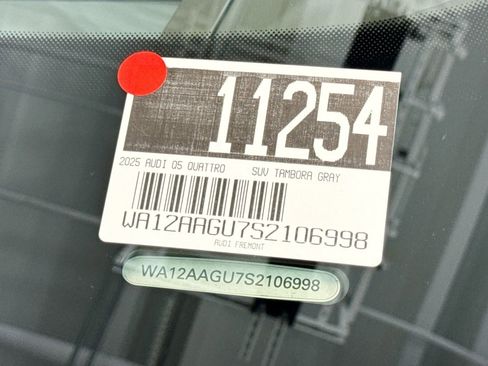 11254
2025 AUDI Q5 QUATTRO SUV TAMBORA GRAY
WA12AAGU7S2106998
AUDI FREMONT
WA12AAGU7S2106998